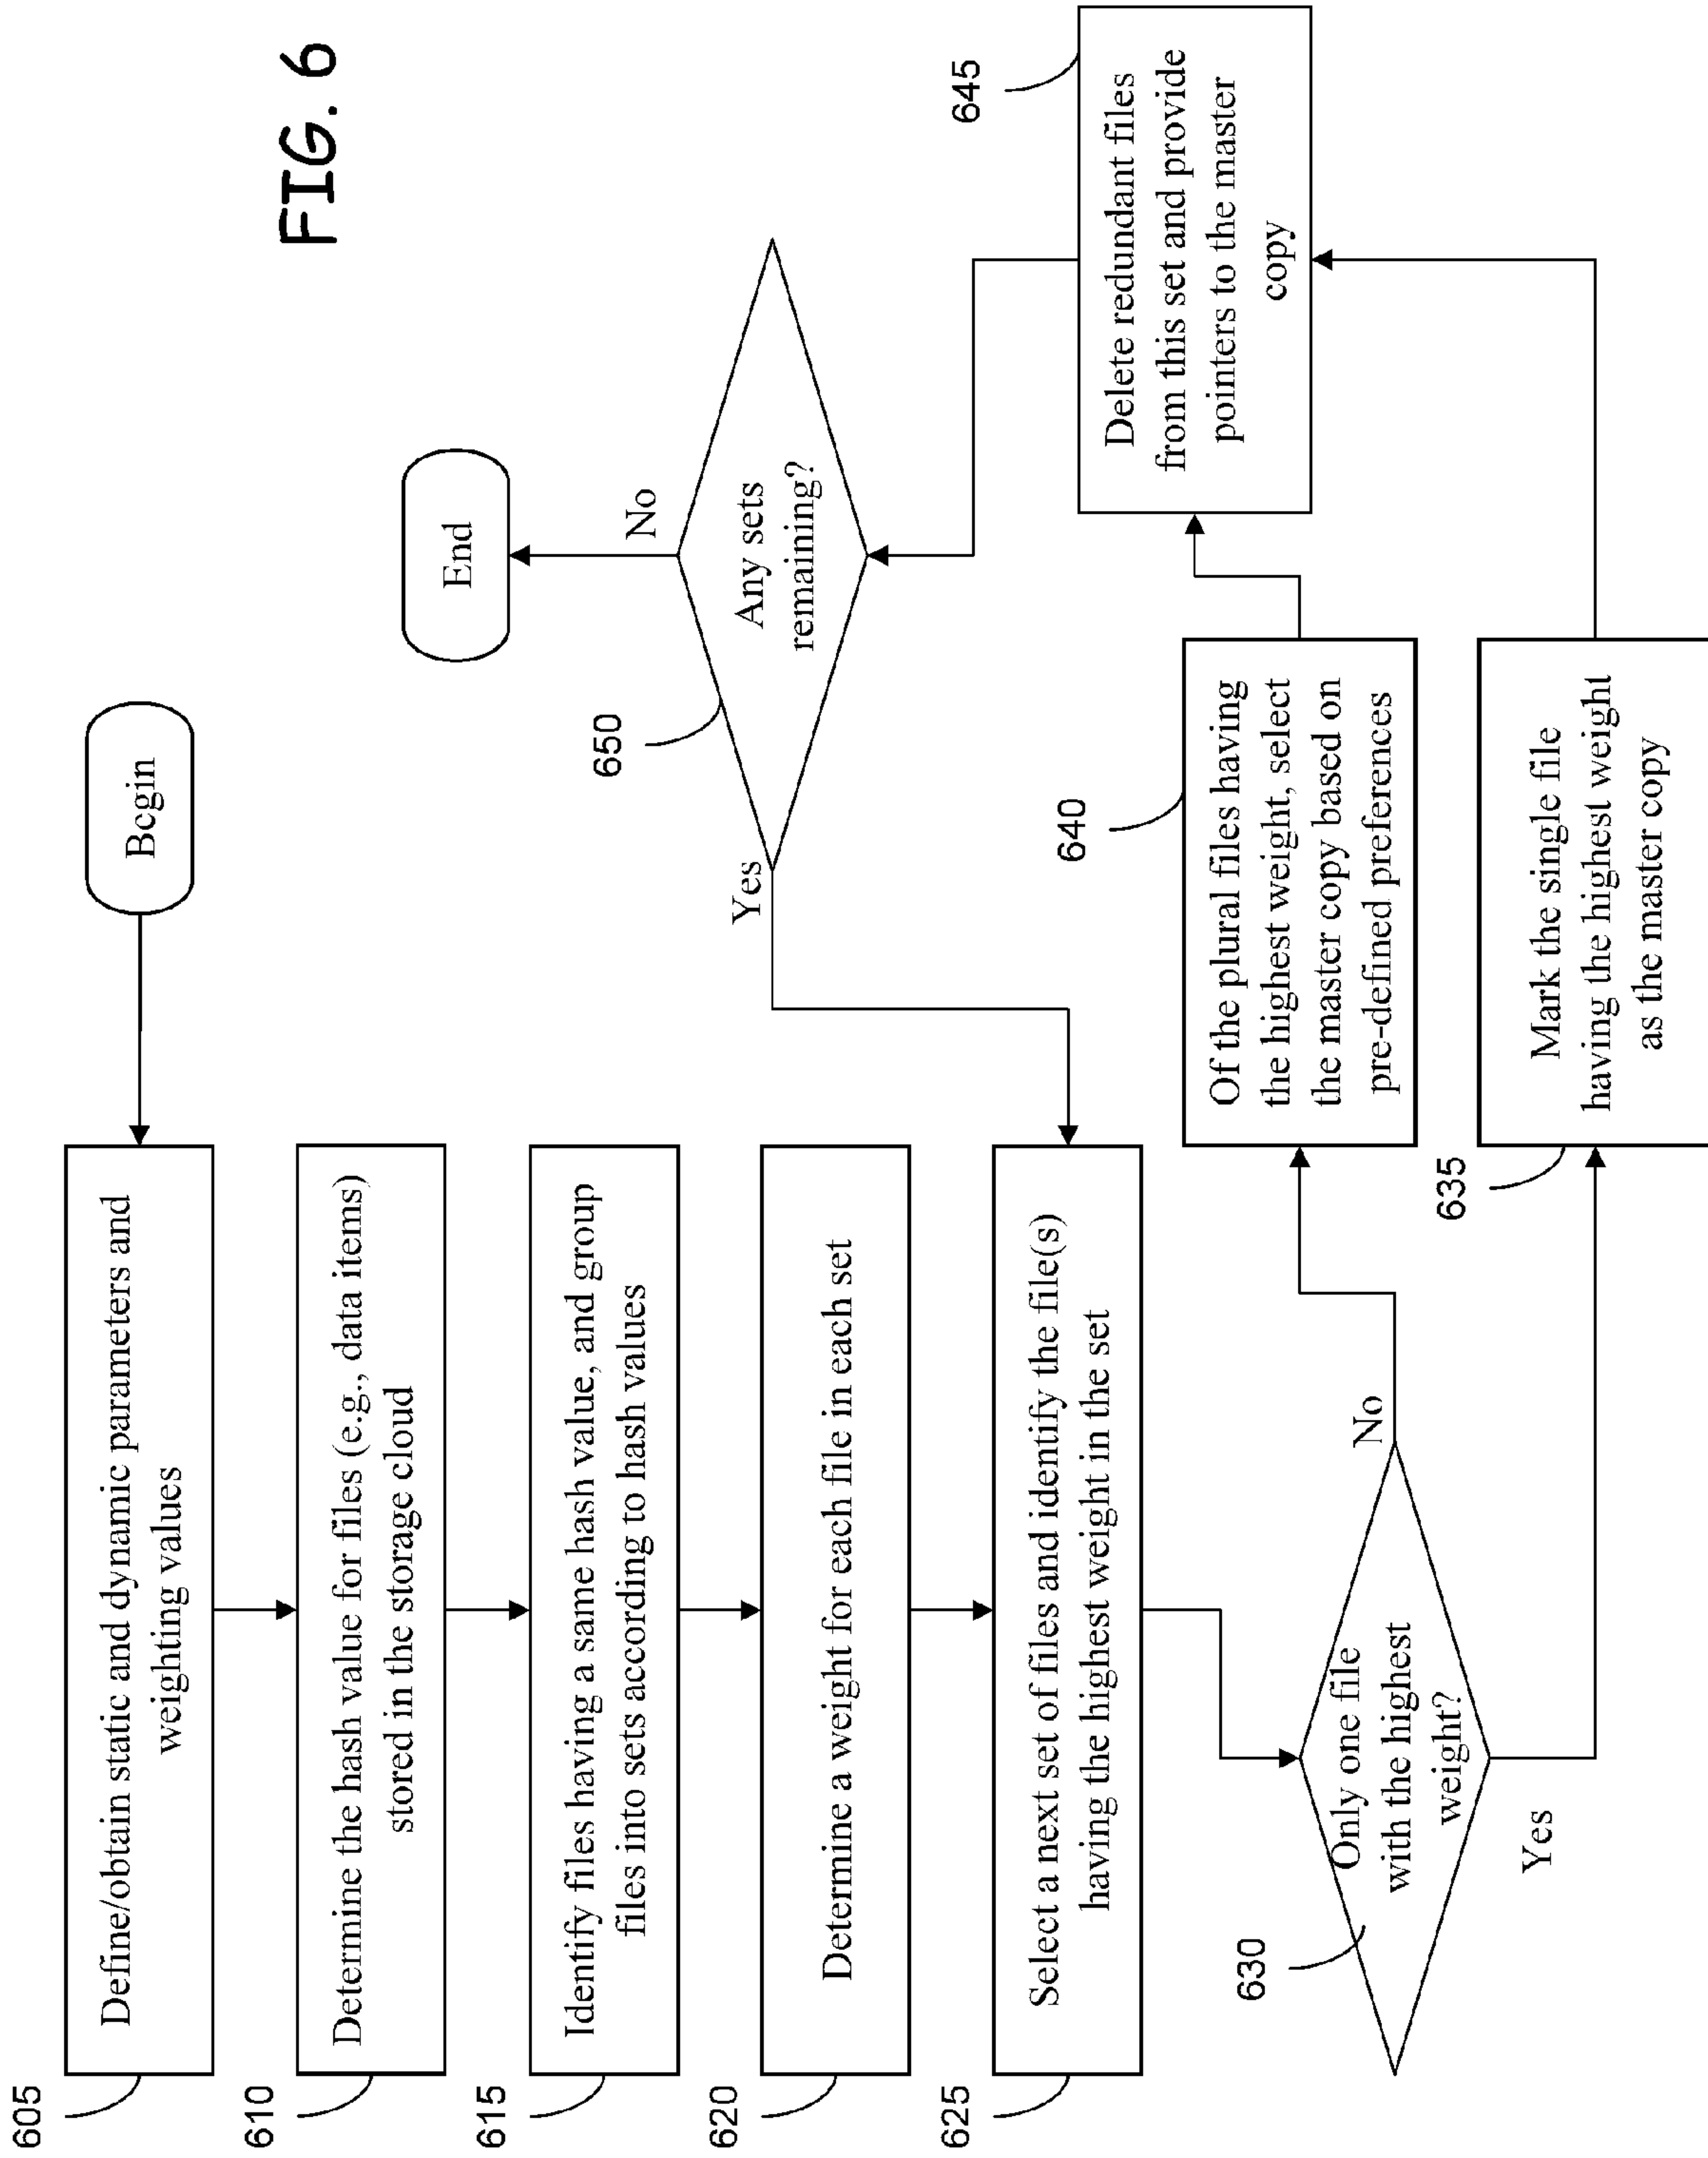 FIG. 6
Begin
605
Define/obtain static and dynamic parameters and
weighting values
610
Determine the hash value for files (e.g., data items)
stored in the storage cloud
615
Identify files having a same hash value, and group
files into sets according to hash values
620
Determine a weight for each file in each set
625
Select a next set of files and identify the file(s)
having the highest weight in the set
630
Only one file
with the highest
weight?
No
Yes
635
Mark the single file
having the highest weight
as the master copy
640
Of the plural files having
the highest weight, select
the master copy based on
pre-defined preferences
645
Delete redundant files
from this set and provide
pointers to the master
copy
650
Any sets
remaining?
Yes
No
End